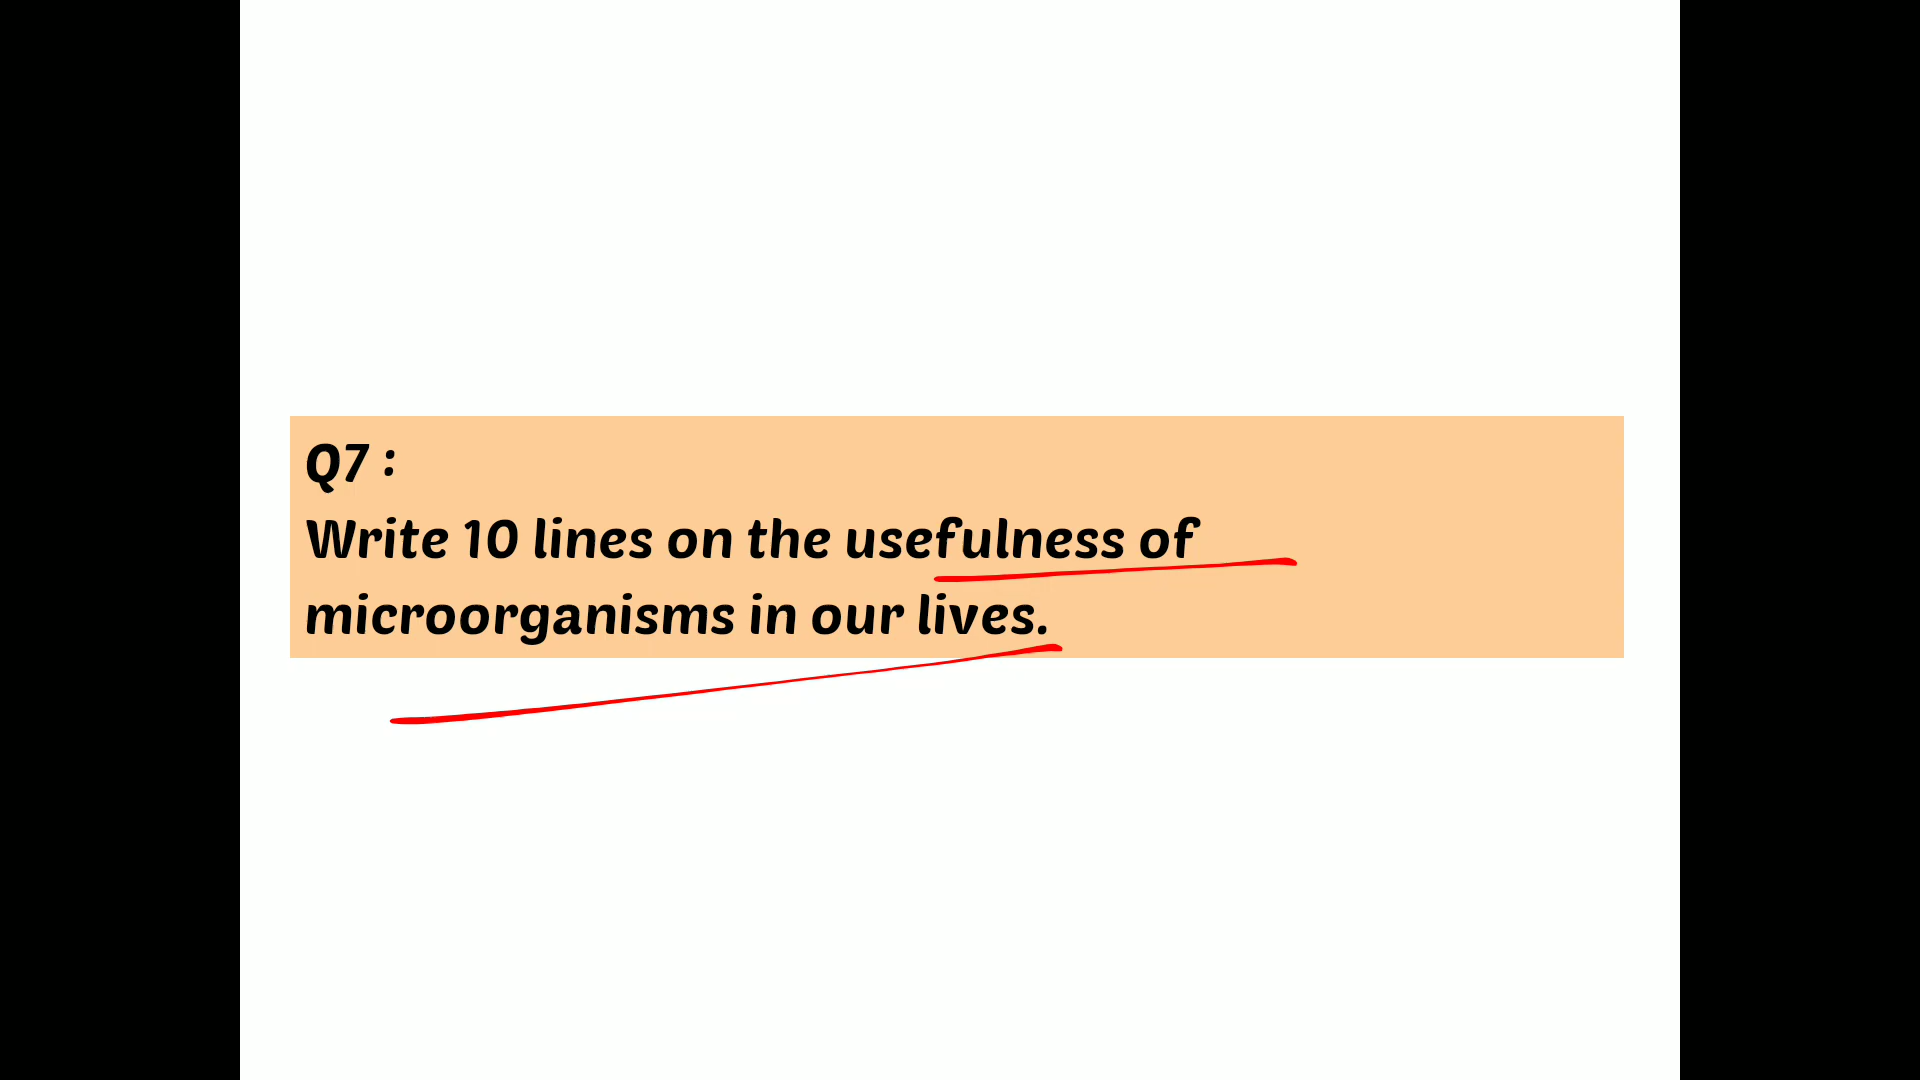 Q7 :
Write 10 lines on the usefulness of
microorganisms in our lives.